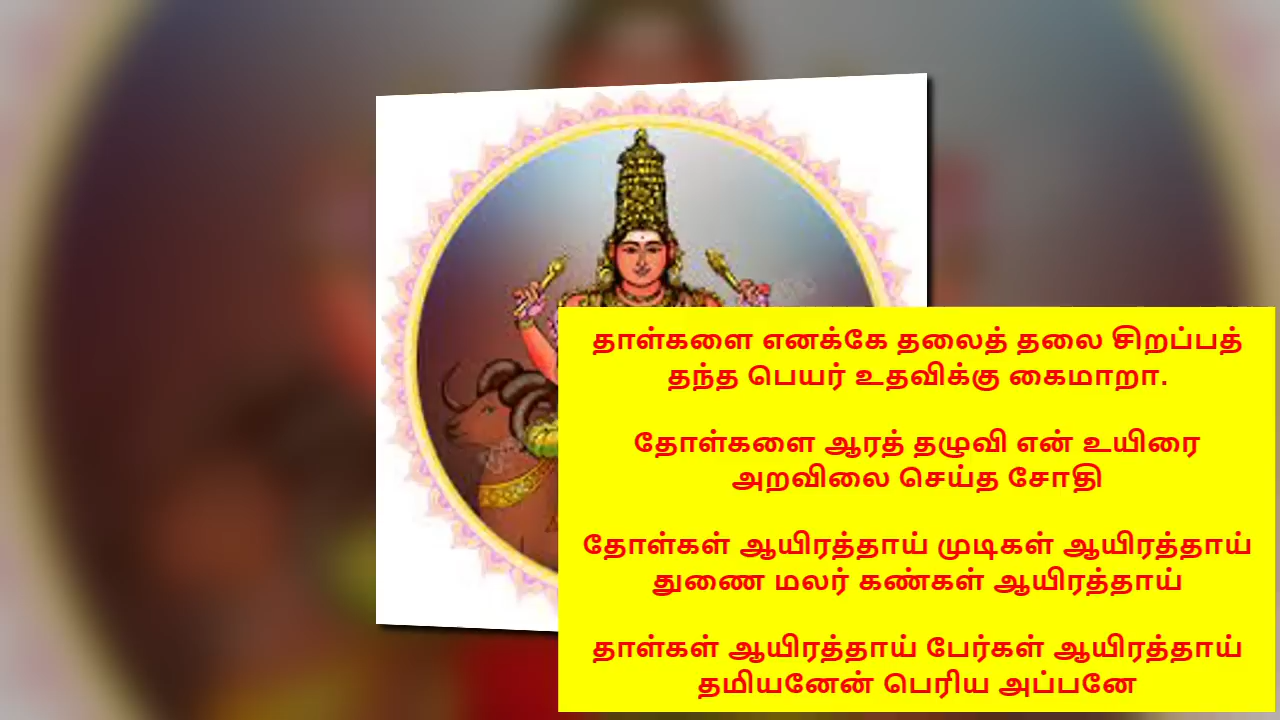 தாள்களை எனக்கே தலைத் தலை சிறப்பத்
தந்த பெயர் உதவிக்கு கைமாறா.
தோள்களை ஆரத் தழுவி என் உயிரை
அறவிலை செய்த சோதி
தோள்கள் ஆயிரத்தாய் முடிகள் ஆயிரத்தாய்
துணை மலர் கண்கள் ஆயிரத்தாய்
தாள்கள் ஆயிரத்தாய் பேர்கள் ஆயிரத்தாய்
தமியனேன் பெரிய அப்பனே